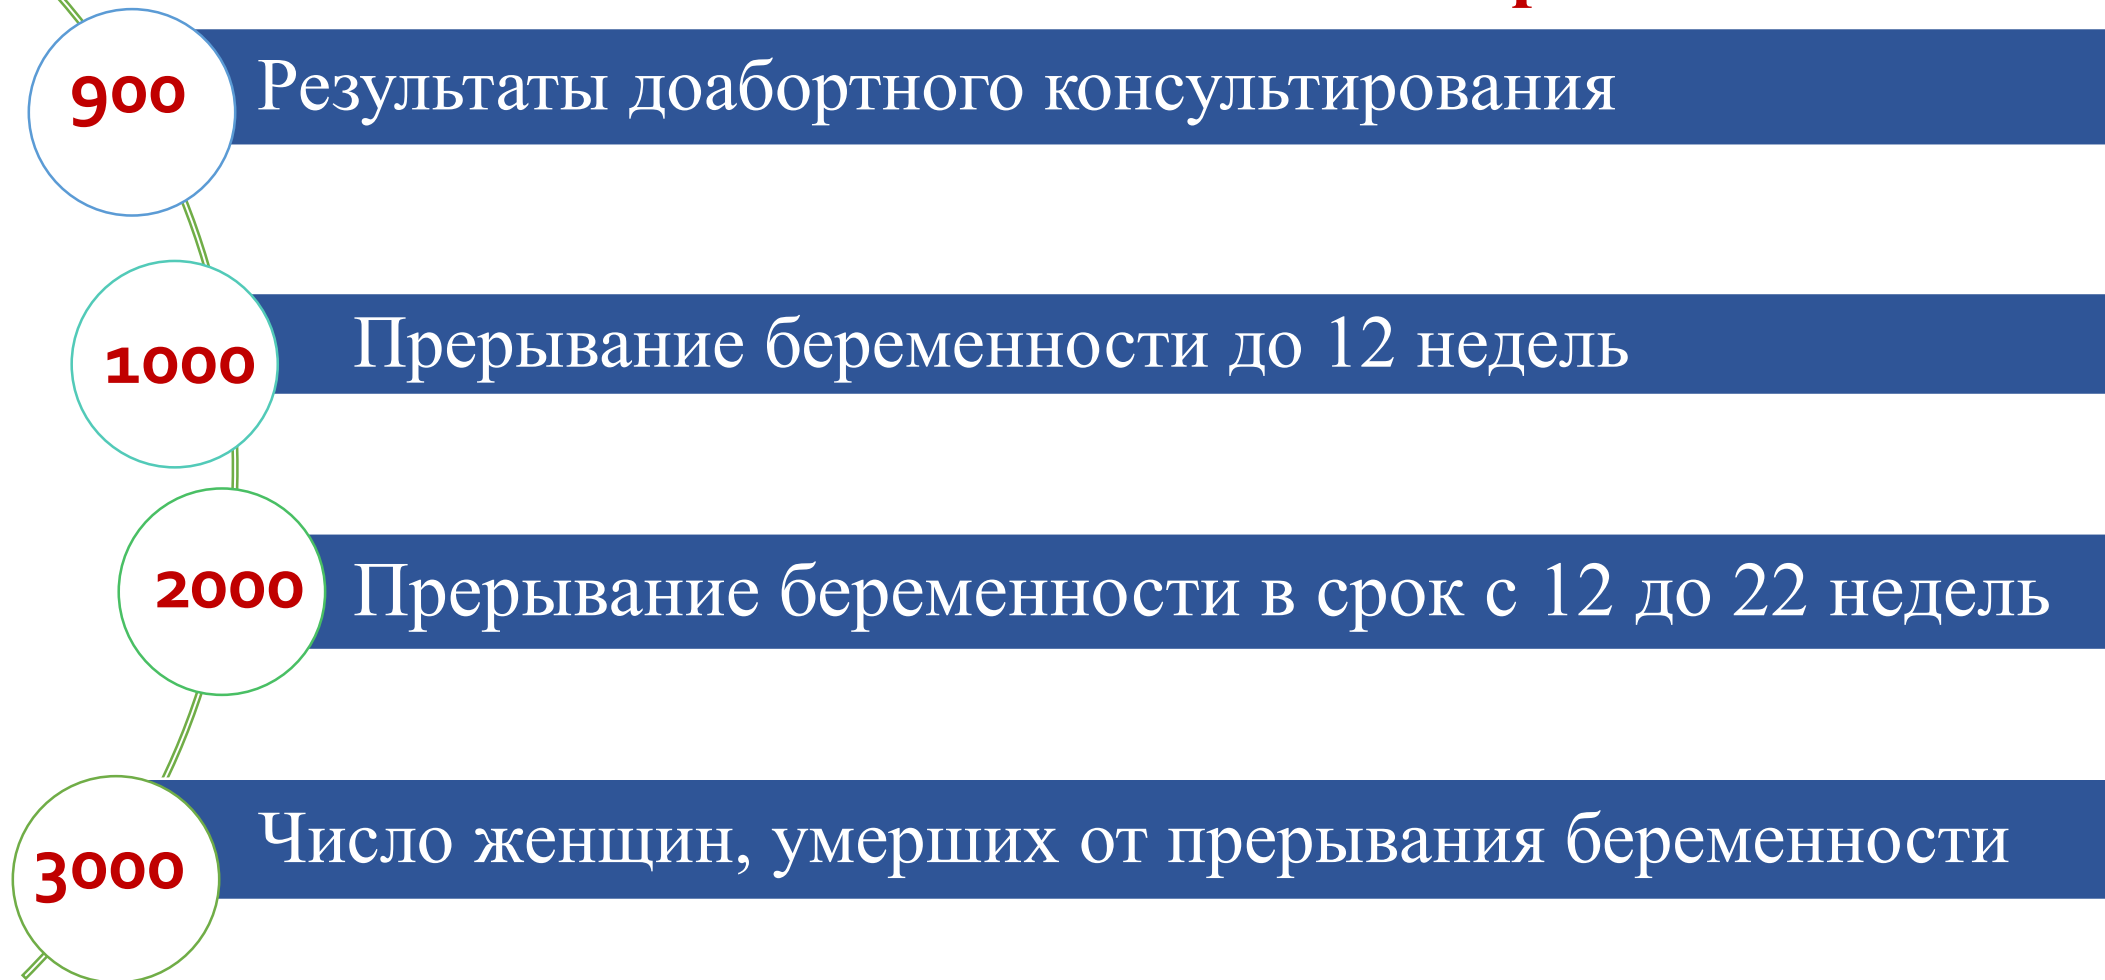 900 Результаты доабортного консультирования
1000 Прерывание беременности до 12 недель
2000 Прерывание беременности в срок с 12 до 22 недель
3000 Число женщин, умерших от прерывания беременности